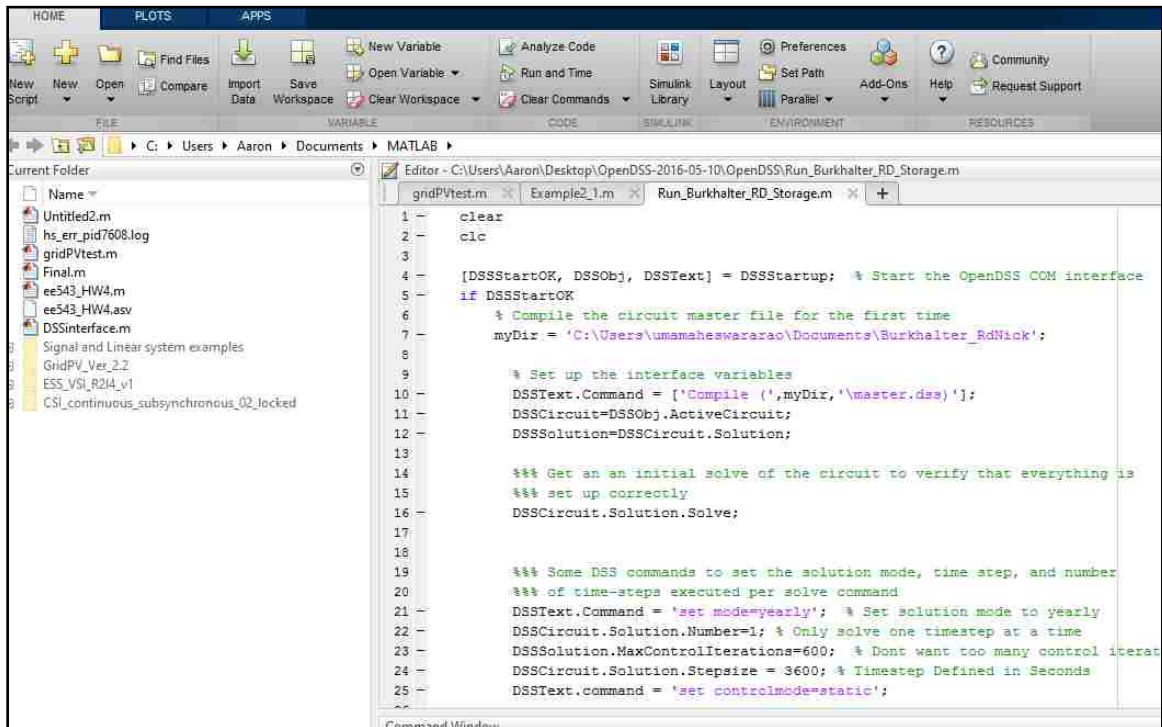 HOME PLOTS APPS
New Script
New
Open
Find Files
Compare
Import Data
Save Workspace
New Variable
Open Variable
Clear Workspace
Analyze Code
Run and Time
Clear Commands
Simulink Library
Layout
Preferences
Set Path
Parallel
Add-Ons
Help
Community
Request Support
FILE VARIABLE CODE SIMULINK ENVIRONMENT RESOURCES
C: Users Aaron Documents MATLAB
Current Folder
Name
Untitled2.m
hs_err_pid7608.log
gridPVtest.m
Final.m
ee543_HW4.m
ee543_HW4.asv
DSSinterface.m
Signal and Linear system examples
GridPV_Ver_2.2
ESS_VSI_R2I4_v1
CSI_continuous_subsynchronous_02_locked
Editor - C:\Users\Aaron\Desktop\OpenDSS-2016-05-10\OpenDSS\Run_Burkhalter_RD_Storage.m
gridPVtest.m Example2_1.m Run_Burkhalter_RD_Storage.m +
1 - clear
2 - clc
3
4 - [DSSStartOK, DSSObj, DSSText] = DSSStartup; % Start the OpenDSS COM interface
5 - if DSSStartOK
6 % Compile the circuit master file for the first time
7 - myDir = 'C:\Users\umamaheswararao\Documents\Burkhalter_RdNick';
8
9 % Set up the interface variables
10 - DSSText.Command = ['Compile (',myDir,'\master.dss)'];
11 - DSSCircuit=DSSObj.ActiveCircuit;
12 - DSSSolution=DSSCircuit.Solution;
13
14 %%% Get an an initial solve of the circuit to verify that everything is
15 %%% set up correctly
16 - DSSCircuit.Solution.Solve;
17
18
19 %%% Some DSS commands to set the solution mode, time step, and number
20 %%% of time-steps executed per solve command
21 - DSSText.Command = 'set mode=yearly'; % Set solution mode to yearly
22 - DSSCircuit.Solution.Number=1; % Only solve one timestep at a time
23 - DSSSolution.MaxControlIterations=600; % Dont want too many control iterat
24 - DSSCircuit.Solution.Stepsize = 3600; % Timestep Defined in Seconds
25 - DSSText.command = 'set controlmode=static';
Command Window